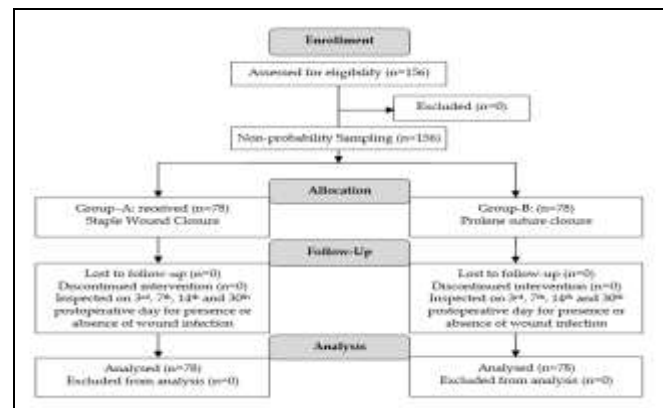 Enrollment
Assessed for eligibility (n=156)
Excluded (n=0)
Non-probability Sampling (n=156)
Allocation
Group-A: received (n=78)
Staple Wound Closure
Group-B: (n=78)
Prolene suture closure
Follow-Up
Lost to follow-up (n=0)
Discontinued intervention (n=0)
Inspected on 3rd, 7th, 14th and 30th
postoperative day for presence or
absence of wound infection
Lost to follow-up (n=0)
Discontinued intervention (n=0)
Inspected on 3rd, 7th, 14th and 30th
postoperative day for presence or
absence of wound infection
Analysis
Analysed (n=78)
Excluded from analysis (n=0)
Analysed (n=78)
Excluded from analysis (n=0)